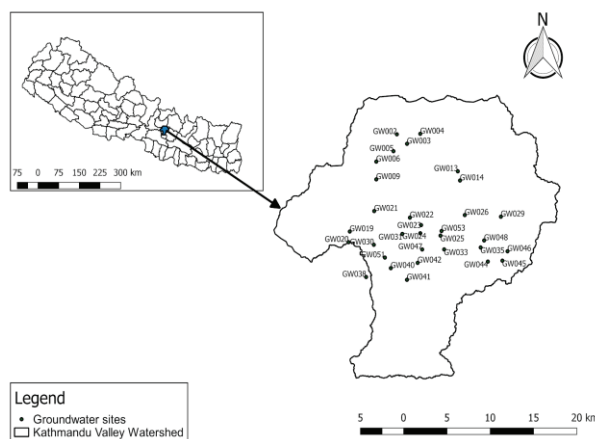 N
75 0 75 150 225 300 km
GW002 GW004
GW003
GW005
GW006
GW013
GW009 GW014
GW021
GW022 GW026 GW029
GW023
GW019 GW053
GW031 GW024 GW025
GW020 GW030 GW048
GW047 GW033 GW035 GW046
GW051
GW042 GW044 GW045
GW040
GW038 GW041
Legend
Groundwater sites
Kathmandu Valley Watershed
5 0 5 10 15 20 km